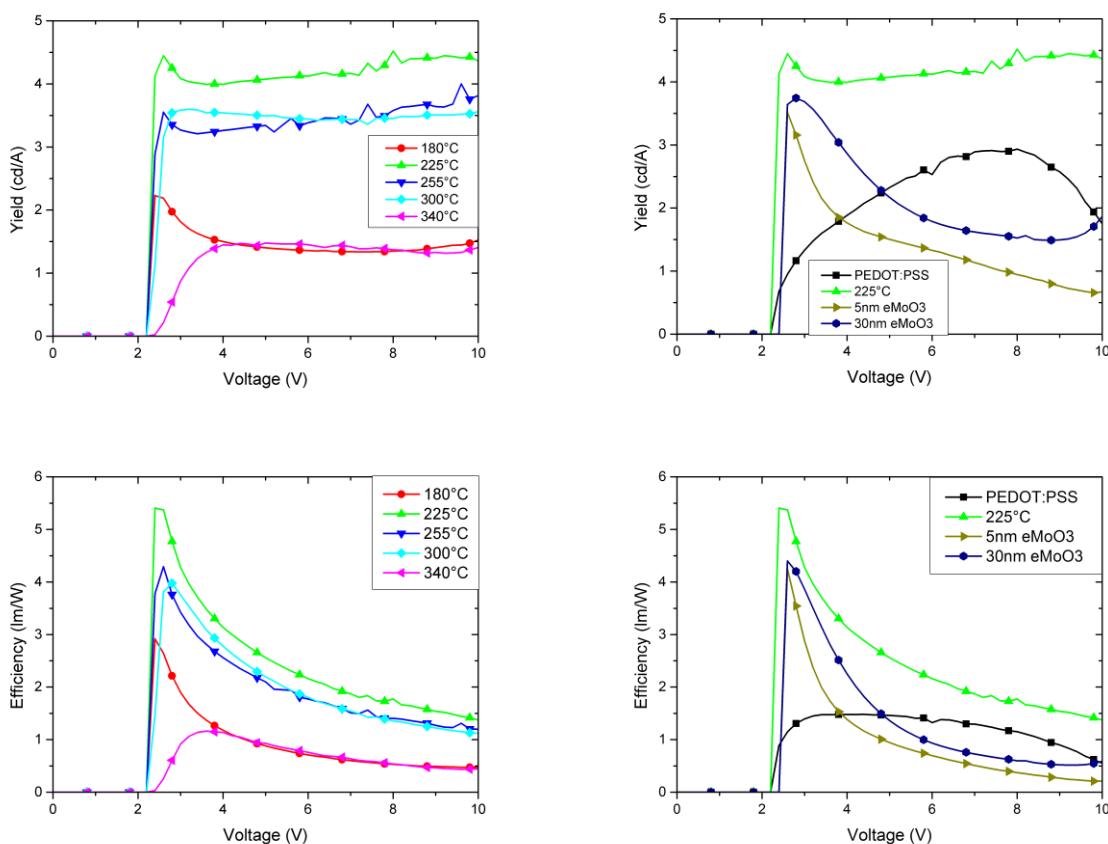 Yield (cd/A)
5
4
3
2
1
0
180°C
225°C
255°C
300°C
340°C
0 2 4 6 8 10
Voltage (V)
Yield (cd/A)
5
4
3
2
1
0
PEDOT:PSS
225°C
5nm eMoO3
30nm eMoO3
0 2 4 6 8 10
Voltage (V)
Efficiency (lm/W)
6
5
4
3
2
1
0
180°C
225°C
255°C
300°C
340°C
0 2 4 6 8 10
Voltage (V)
Efficiency (lm/W)
6
5
4
3
2
1
0
PEDOT:PSS
225°C
5nm eMoO3
30nm eMoO3
0 2 4 6 8 10
Voltage (V)